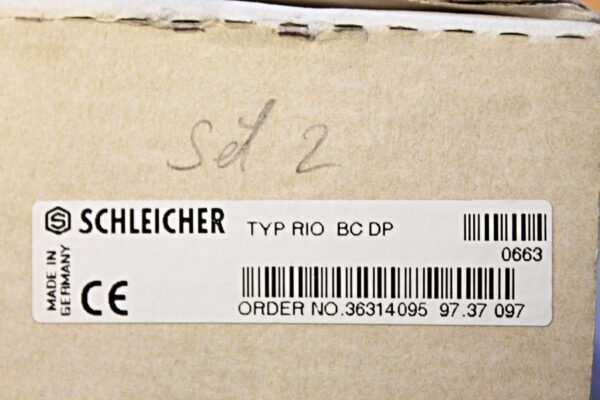 Set 2
S SCHLEICHER TYP RIO BC DP
0663
MADE IN
GERMANY
CE
ORDER NO.36314095 97.37 097